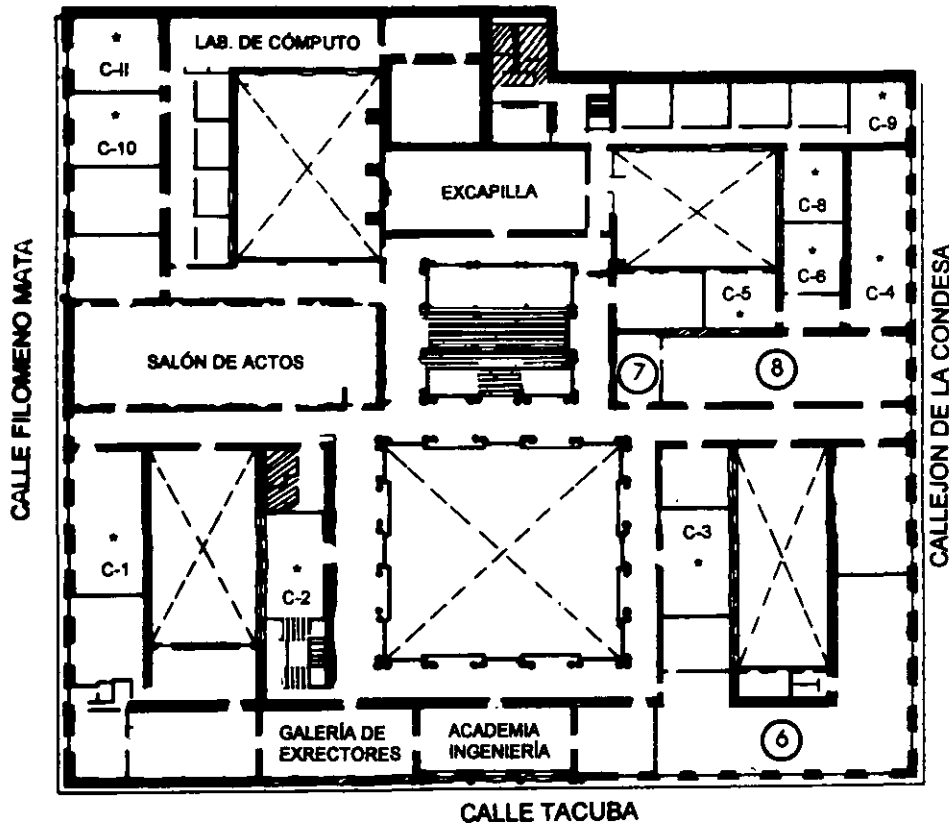 LAB. DE CÓMPUTO
*
C-II
*
C-10
*
C-9
EXCAPILLA
*
C-8
*
C-6
*
C-4
C-5
*
SALÓN DE ACTOS
7
8
CALLE FILOMENO MATA
CALLEJON DE LA CONDESA
*
C-1
*
C-2
C-3
*
GALERÍA DE
EXRECTORES
ACADEMIA
INGENIERÍA
6
CALLE TACUBA